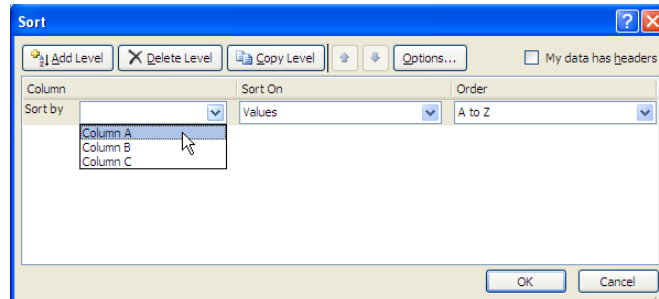 Sort
Add Level Delete Level Copy Level Options... My data has headers
Column Sort On Order
Sort by Values A to Z
Column A
Column B
Column C
OK Cancel